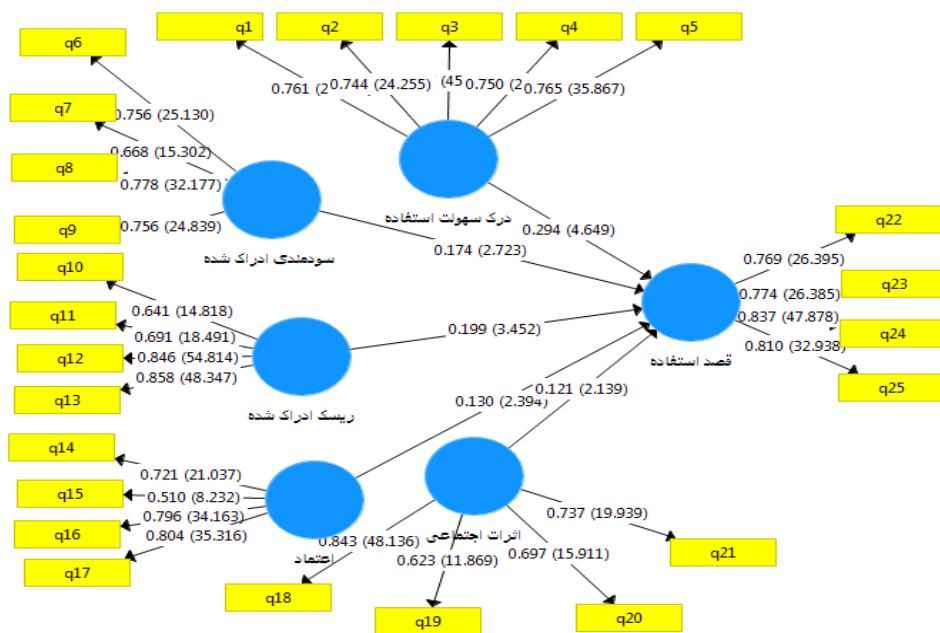 q1
q2
q3
q4
q5
q6
q7
q8
q9
0.761
0.744 (24.255)
0.750
0.765 (35.867)
0.756 (25.130)
0.668 (15.302)
0.778 (32.177)
0.756 (24.839)
درک سهولت استفاده
سودمندی ادراک شده
0.294 (4.649)
0.174 (2.723)
q10
q11
q12
q13
0.641 (14.818)
0.691 (18.491)
0.846 (54.814)
0.858 (48.347)
ریسک ادراک شده
0.199 (3.452)
q22
q23
q24
q25
0.769 (26.395)
0.774 (26.385)
0.837 (47.878)
0.810 (32.938)
قصد استفاده
0.130 (2.394)
0.121 (2.139)
q14
q15
q16
q17
0.721 (21.037)
0.510 (8.232)
0.796 (34.163)
0.804 (35.316)
اعتماد
اثرات اجتماعی
0.843 (48.136)
0.623 (11.869)
0.697 (15.911)
0.737 (19.939)
q18
q19
q20
q21